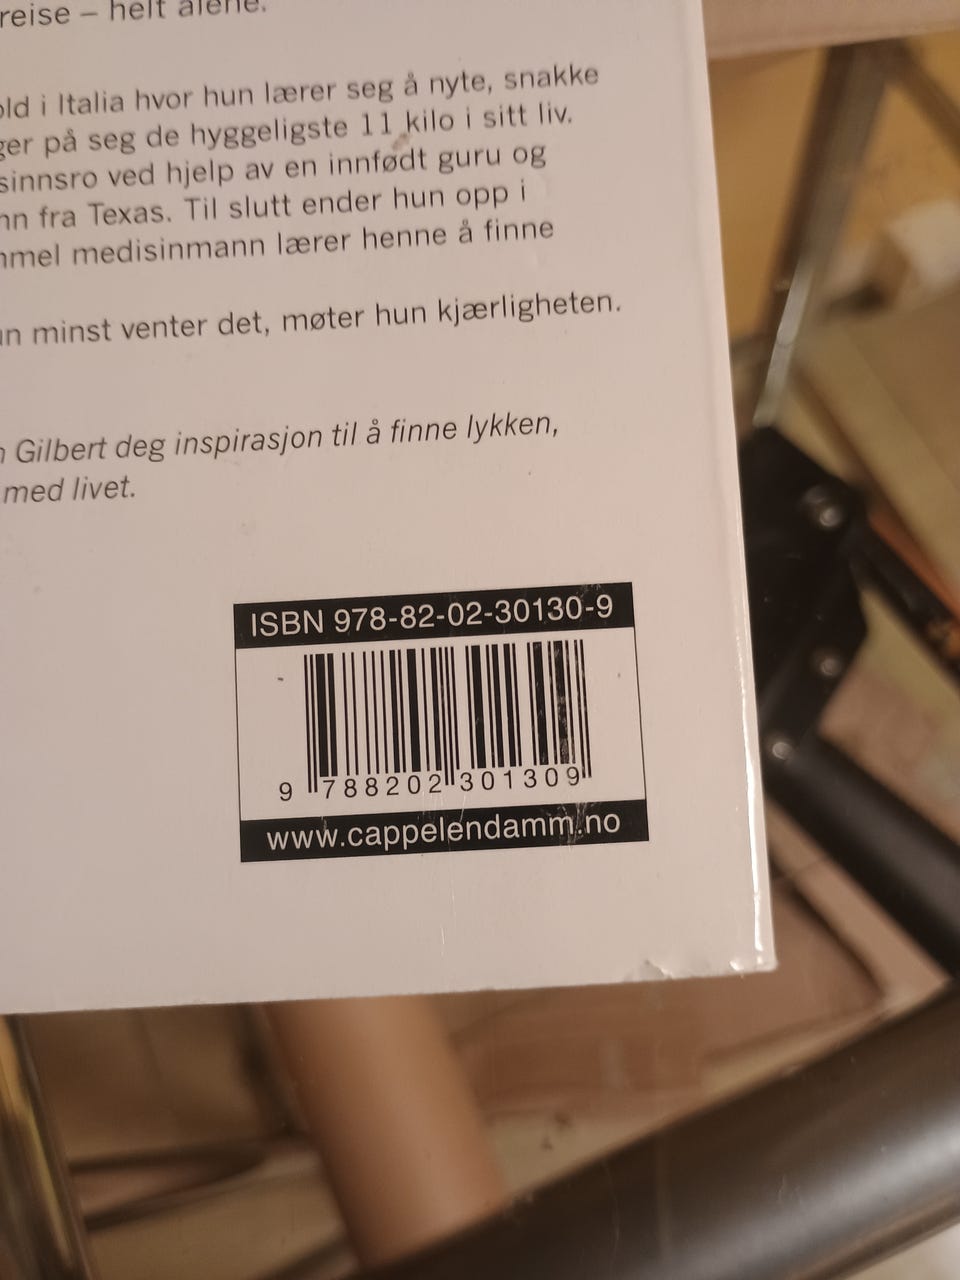 reise – helt alene.
old i Italia hvor hun lærer seg å nyte, snakke
ger på seg de hyggeligste 11 kilo i sitt liv.
sinnsro ved hjelp av en innfødt guru og
nn fra Texas. Til slutt ender hun opp i
mmel medisinmann lærer henne å finne
un minst venter det, møter hun kjærligheten.
n Gilbert deg inspirasjon til å finne lykken,
med livet.
ISBN 978-82-02-30130-9
9 788202 301309
www.cappelendamm.no